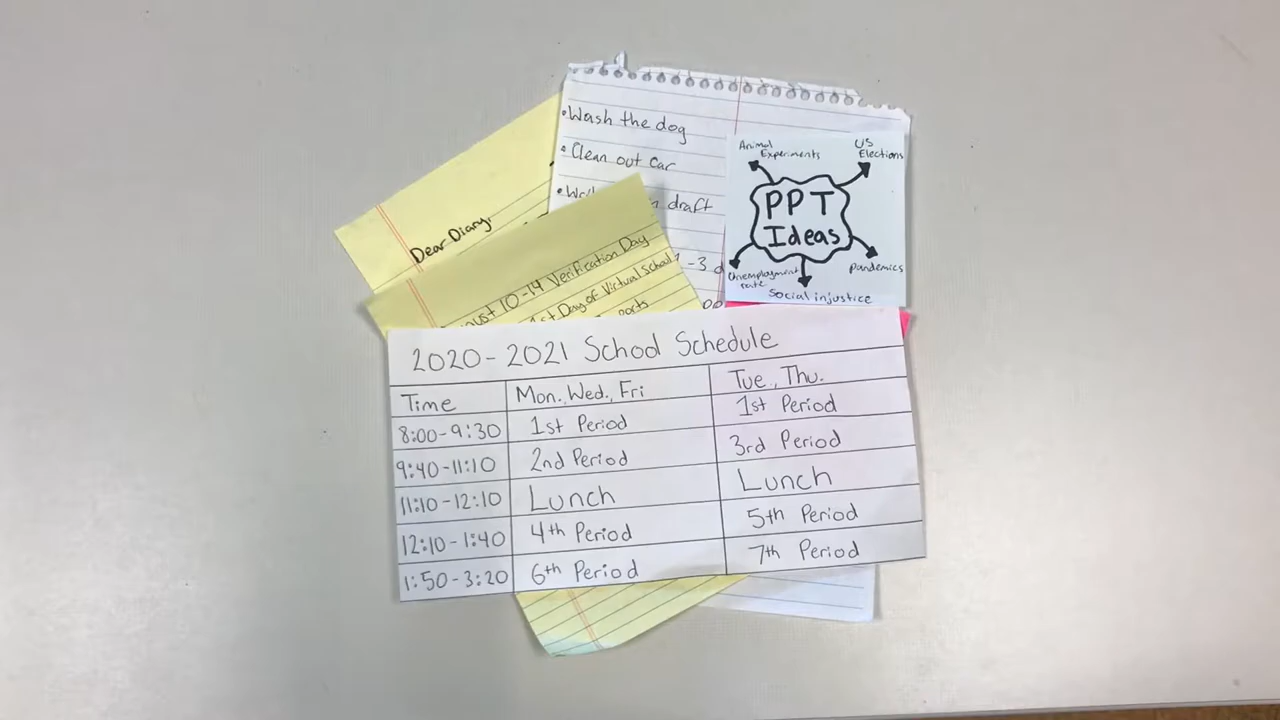 •Wash the dog
•Clean out car
draft
-3
Dear Diary,
August 10-14 Verification Day
1st Day of Virtual School
Animal
Experiments
US
Elections
PPT
Ideas
Unemployment
rate
Pandemics
Social injustice
2020-2021 School Schedule
Time Mon., Wed., Fri Tue., Thu.
8:00-9:30 1st Period 1st Period
9:40-11:10 2nd Period 3rd Period
11:10-12:10 Lunch Lunch
12:10-1:40 4th Period 5th Period
1:50-3:20 6th Period 7th Period